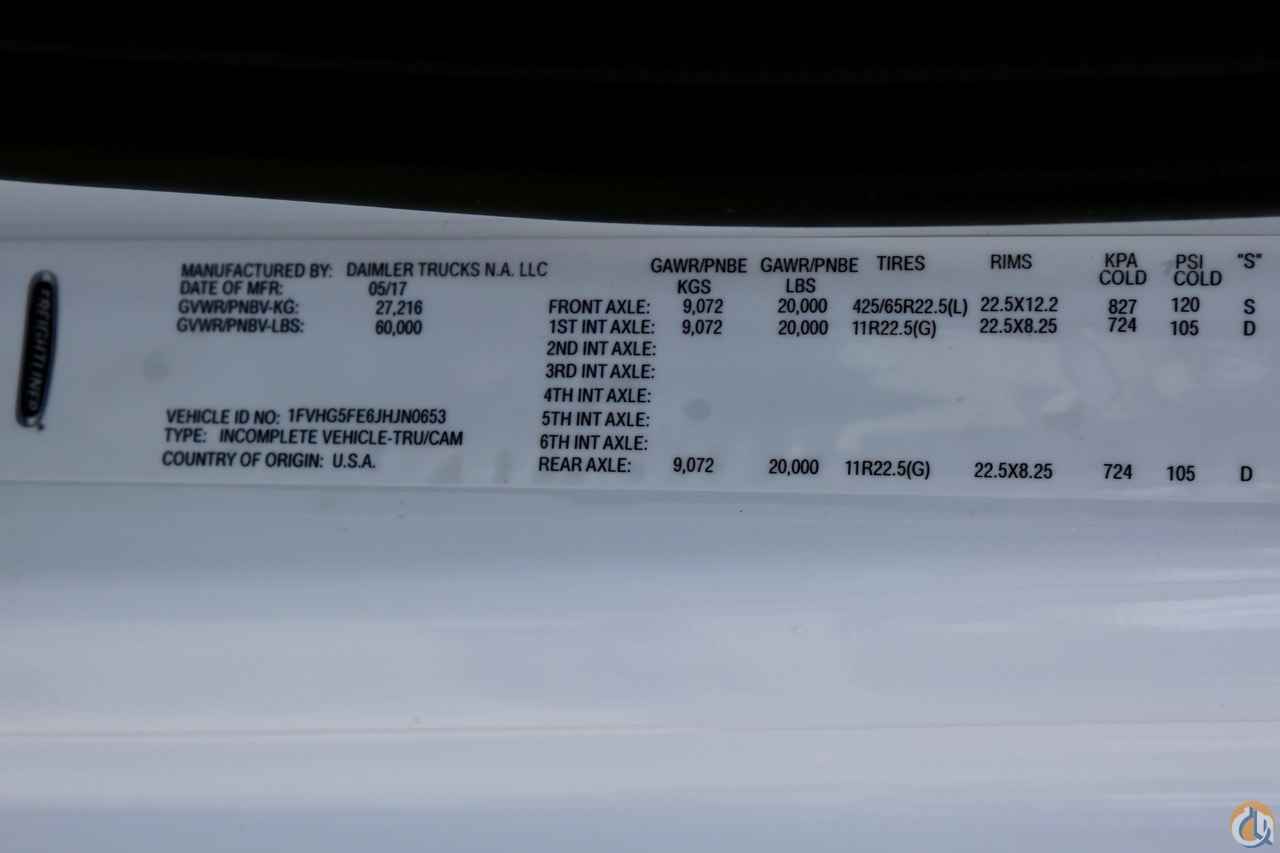 FREIGHTLINER
MANUFACTURED BY: DAIMLER TRUCKS N.A. LLC
DATE OF MFR: 05/17
GVWR/PNBV-KG: 27,216
GVWR/PNBV-LBS: 60,000
VEHICLE ID NO: 1FVHG5FE6JHJN0653
TYPE: INCOMPLETE VEHICLE-TRU/CAM
COUNTRY OF ORIGIN: U.S.A.
GAWR/PNBE GAWR/PNBE TIRES RIMS KPA PSI "S"
KGS LBS COLD COLD
FRONT AXLE: 9,072 20,000 425/65R22.5(L) 22.5X12.2 827 120 S
1ST INT AXLE: 9,072 20,000 11R22.5(G) 22.5X8.25 724 105 D
2ND INT AXLE:
3RD INT AXLE:
4TH INT AXLE:
5TH INT AXLE:
6TH INT AXLE:
REAR AXLE: 9,072 20,000 11R22.5(G) 22.5X8.25 724 105 D